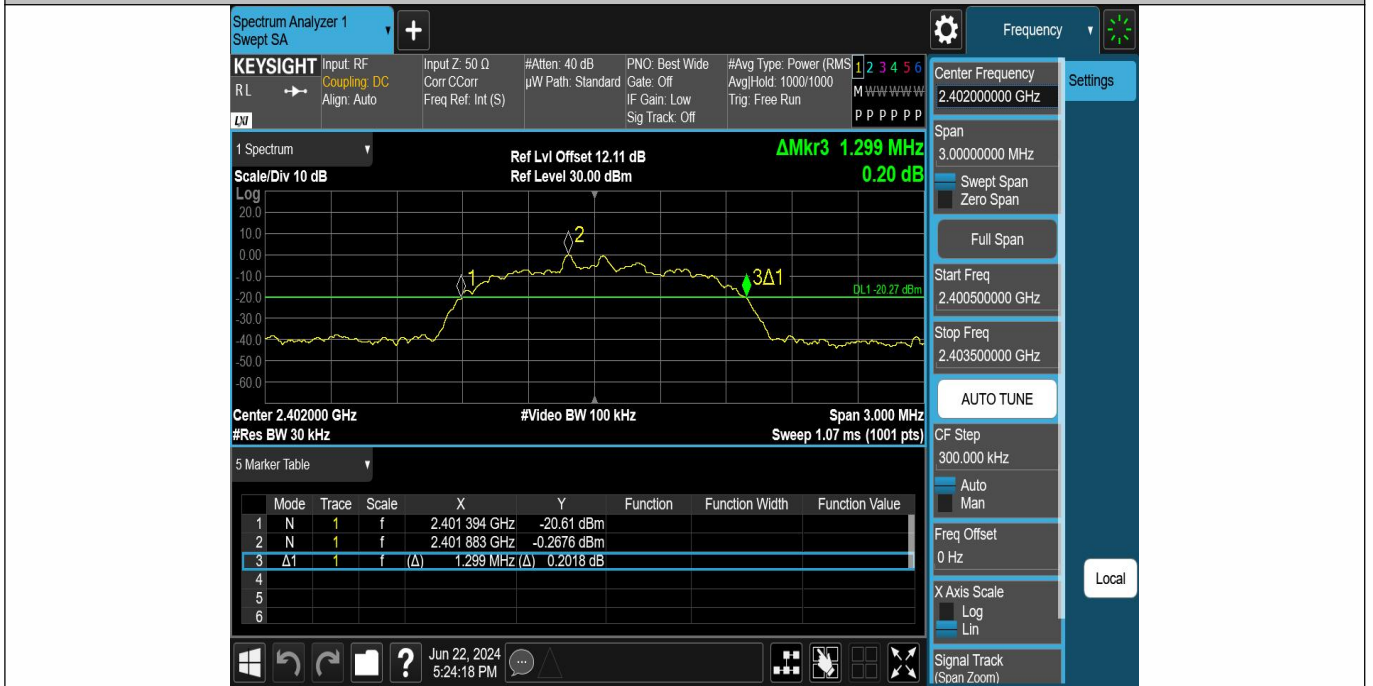 Spectrum Analyzer 1
Swept SA
+
Frequency
KEYSIGHT
RL
LXI
Input: RF
Coupling: DC
Align: Auto
Input Z: 50 Ω
Corr CCorr
Freq Ref: Int (S)
#Atten: 40 dB
µW Path: Standard
PNO: Best Wide
Gate: Off
IF Gain: Low
Sig Track: Off
#Avg Type: Power (RMS
Avg|Hold: 1000/1000
Trig: Free Run
1 2 3 4 5 6
M W W W W W
P P P P P P
1 Spectrum
Scale/Div 10 dB
Ref Lvl Offset 12.11 dB
Ref Level 30.00 dBm
ΔMkr3 1.299 MHz
0.20 dB
Log
20.0
10.0
0.00
-10.0
-20.0
-30.0
-40.0
-50.0
-60.0
1
2
3Δ1
DL1 -20.27 dBm
Center 2.402000 GHz
#Video BW 100 kHz
Span 3.000 MHz
#Res BW 30 kHz
Sweep 1.07 ms (1001 pts)
5 Marker Table
Mode Trace Scale X Y Function Function Width Function Value
1 N 1 f 2.401 394 GHz -20.61 dBm
2 N 1 f 2.401 883 GHz -0.2676 dBm
3 Δ1 1 f (Δ) 1.299 MHz (Δ) 0.2018 dB
4
5
6
?
Jun 22, 2024
5:24:18 PM
Center Frequency
2.402000000 GHz
Settings
Span
3.00000000 MHz
Swept Span
Zero Span
Full Span
Start Freq
2.400500000 GHz
Stop Freq
2.403500000 GHz
AUTO TUNE
CF Step
300.000 kHz
Auto
Man
Freq Offset
0 Hz
X Axis Scale
Log
Lin
Signal Track
(Span Zoom)
Local